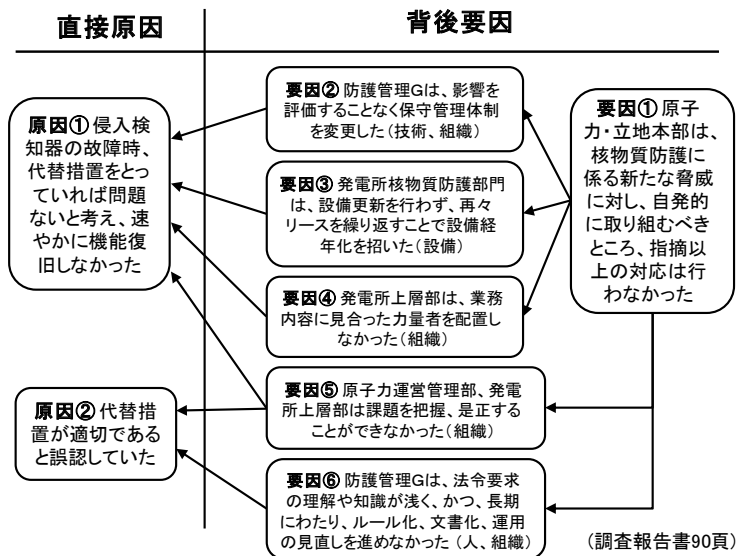 直接原因
背後要因
原因① 侵入検
知器の故障時、
代替措置をとっ
ていれば問題
ないと考え、速
やかに機能復
旧しなかった
原因② 代替措
置が適切である
と誤認していた
要因② 防護管理Gは、影響を
評価することなく保守管理体制
を変更した(技術、組織)
要因③ 発電所核物質防護部門
は、設備更新を行わず、再々
リースを繰り返すことで設備経
年化を招いた(設備)
要因④ 発電所上層部は、業務
内容に見合った力量者を配置し
なかった(組織)
要因⑤ 原子力運営管理部、発電
所上層部は課題を把握、是正する
ことができなかった(組織)
要因⑥ 防護管理Gは、法令要求
の理解や知識が浅く、かつ、長期
にわたり、ルール化、文書化、運用
の見直しを進めなかった (人、組織)
要因① 原子
力・立地本部は、
核物質防護に
係る新たな脅威
に対し、自発的
に取り組むべき
ところ、指摘以
上の対応は行
わなかった
(調査報告書90頁)